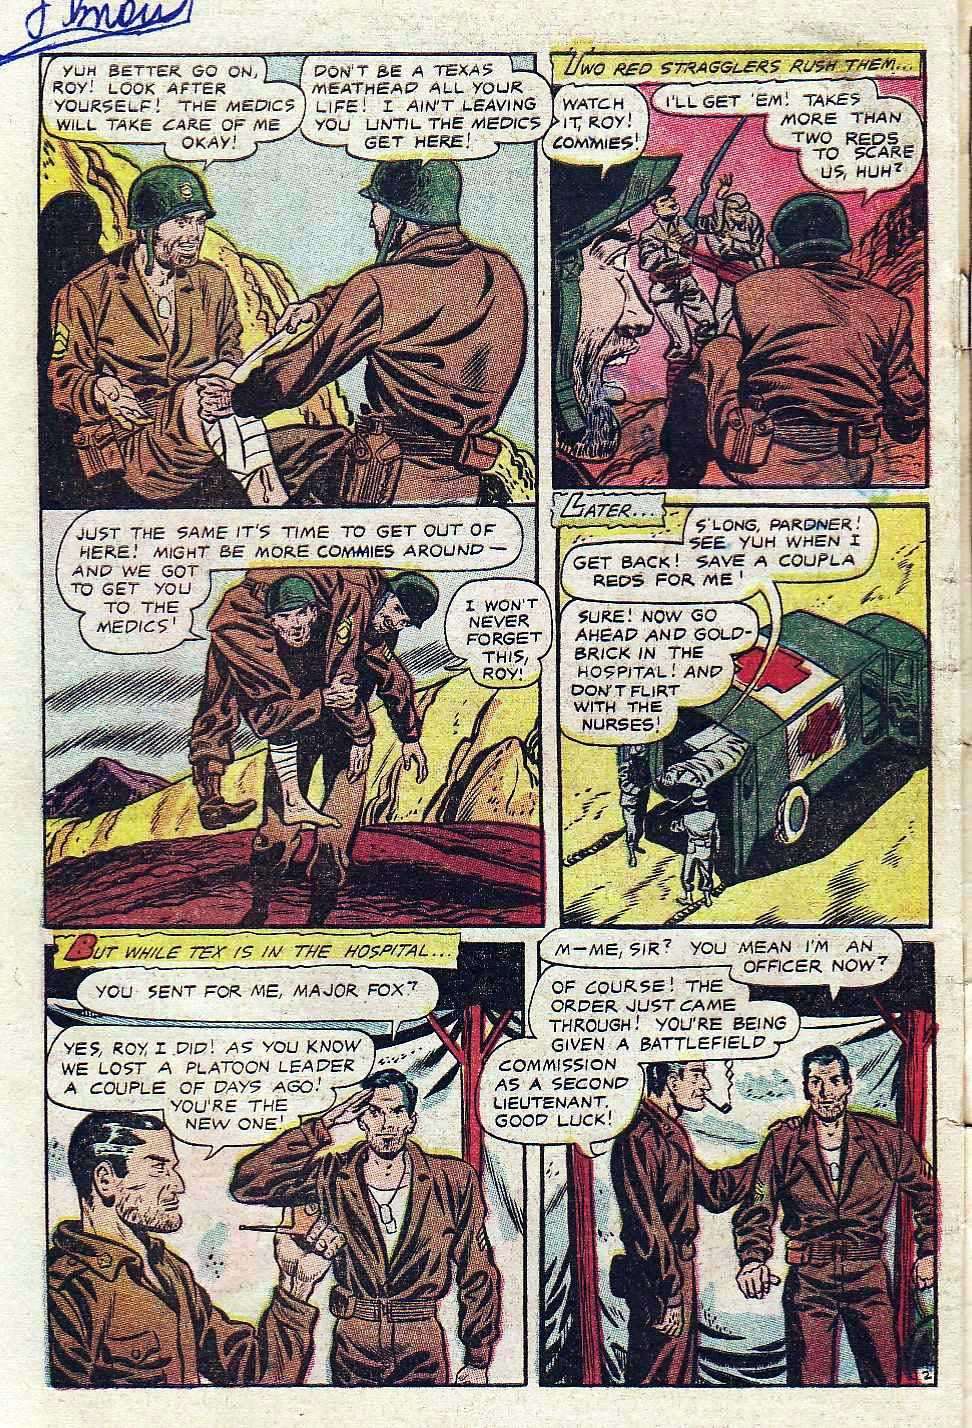 YUH BETTER GO ON,
ROY! LOOK AFTER
YOURSELF! THE MEDICS
WILL TAKE CARE OF ME
OKAY!
DON'T BE A TEXAS
MEATHEAD ALL YOUR
LIFE! I AIN'T LEAVING
YOU UNTIL THE MEDICS
GET HERE!
TWO RED STRAGGLERS RUSH THEM...
WATCH
IT, ROY!
COMMIES!
I'LL GET 'EM! TAKES
MORE THAN
TWO REDS
TO SCARE
US, HUH?
JUST THE SAME IT'S TIME TO GET OUT OF
HERE! MIGHT BE MORE COMMIES AROUND—
AND WE GOT
TO GET YOU
TO THE
MEDICS!
I WON'T
NEVER
FORGET
THIS,
ROY!
LATER...
S'LONG, PARDNER!
SEE YUH WHEN I
GET BACK! SAVE A COUPLA
REDS FOR ME!
SURE! NOW GO
AHEAD AND GOLD-
BRICK IN THE
HOSPITAL! AND
DON'T FLIRT
WITH THE
NURSES!
BUT WHILE TEX IS IN THE HOSPITAL...
YOU SENT FOR ME, MAJOR FOX?
YES, ROY, I DID! AS YOU KNOW
WE LOST A PLATOON LEADER
A COUPLE OF DAYS AGO!
YOU'RE THE
NEW ONE!
M—ME, SIR? YOU MEAN I'M AN
OFFICER NOW?
OF COURSE! THE
ORDER JUST CAME
THROUGH! YOU'RE BEING
GIVEN A BATTLEFIELD
COMMISSION
AS A SECOND
LIEUTENANT.
GOOD LUCK!
2